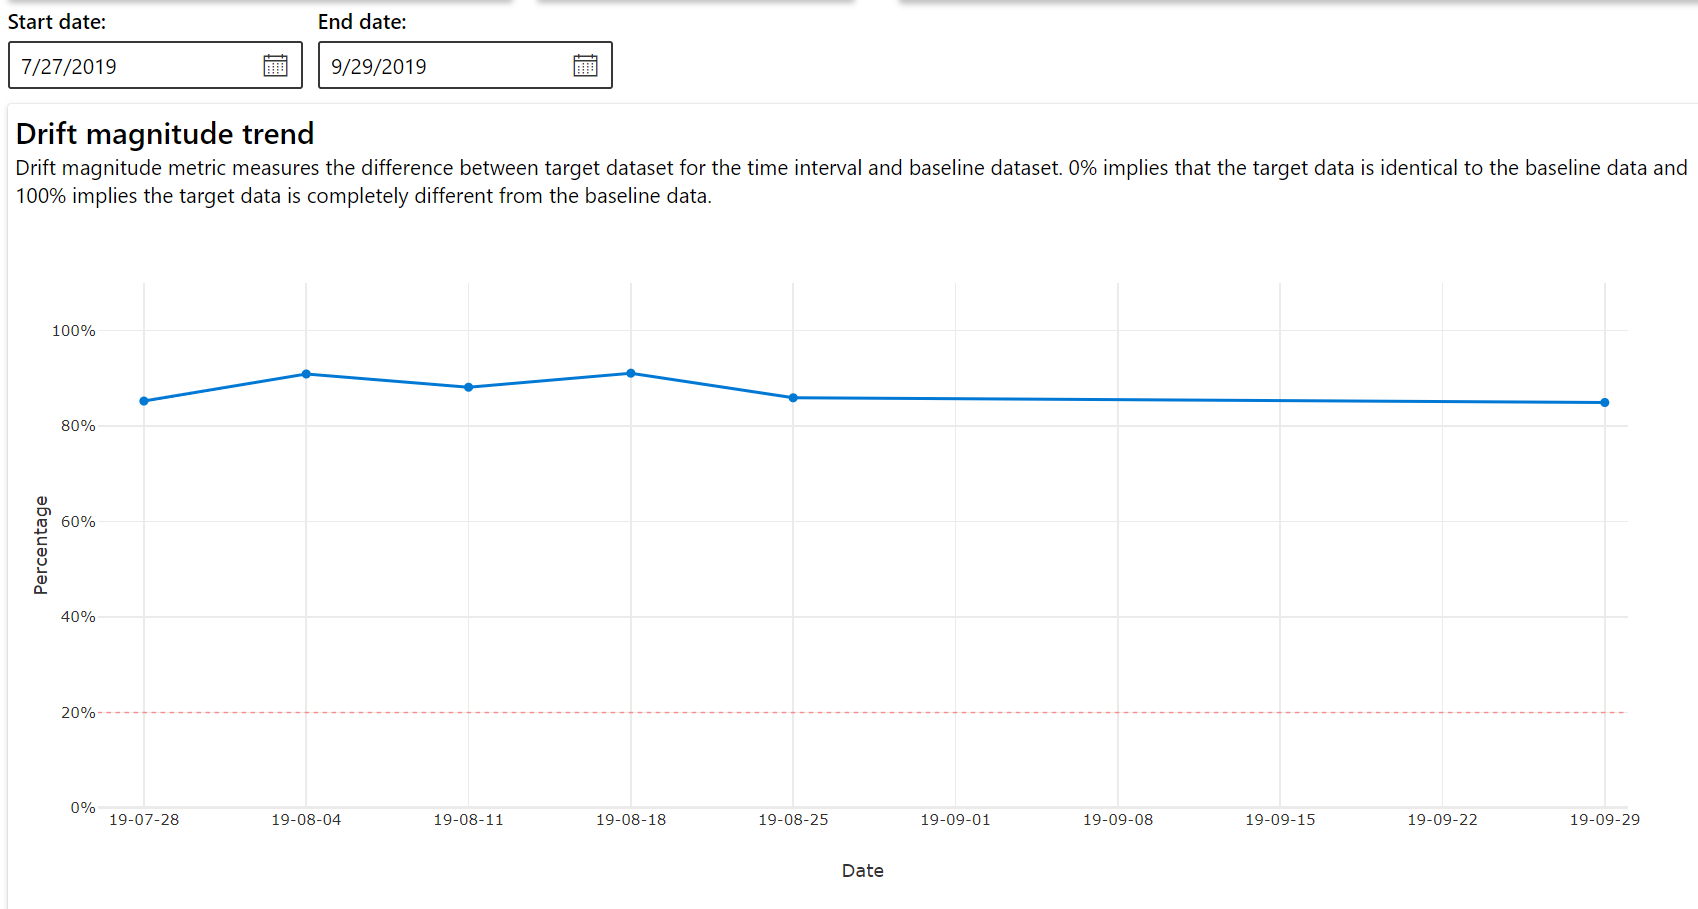 Start date:
End date:
7/27/2019
9/29/2019
Drift magnitude trend
Drift magnitude metric measures the difference between target dataset for the time interval and baseline dataset. 0% implies that the target data is identical to the baseline data and
100% implies the target data is completely different from the baseline data.
100%
80%
60%
40%
20%
0%
Percentage
19-07-28
19-08-04
19-08-11
19-08-18
19-08-25
19-09-01
19-09-08
19-09-15
19-09-22
19-09-29
Date